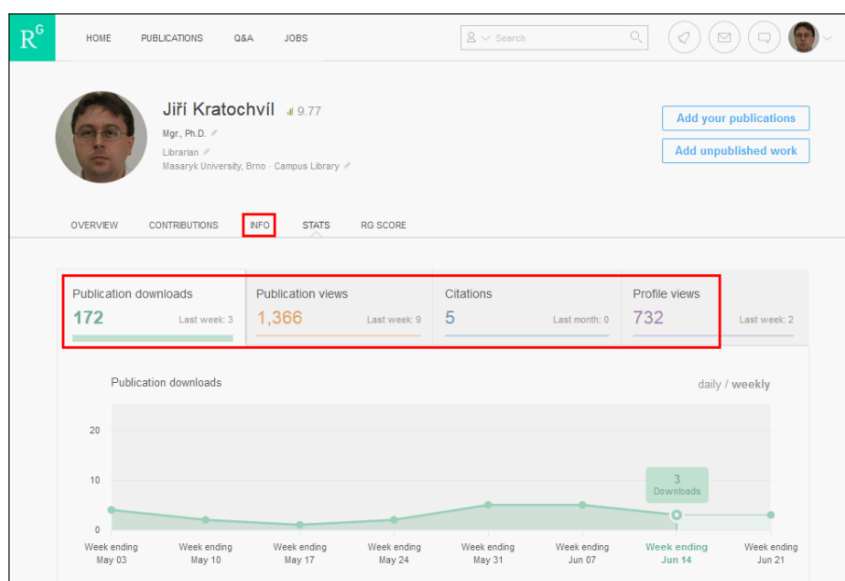 RG
HOME PUBLICATIONS Q&A JOBS Search
Jiří Kratochvíl 9.77
Mgr., Ph.D.
Librarian
Masaryk University, Brno · Campus Library
Add your publications
Add unpublished work
OVERVIEW CONTRIBUTIONS INFO STATS RG SCORE
Publication downloads Publication views Citations Profile views
172 Last week: 3 1,366 Last week: 9 5 Last month: 0 732 Last week: 2
Publication downloads daily / weekly
20
10
0
3
Downloads
Week ending Week ending Week ending Week ending Week ending Week ending Week ending Week ending
May 03 May 10 May 17 May 24 May 31 Jun 07 Jun 14 Jun 21